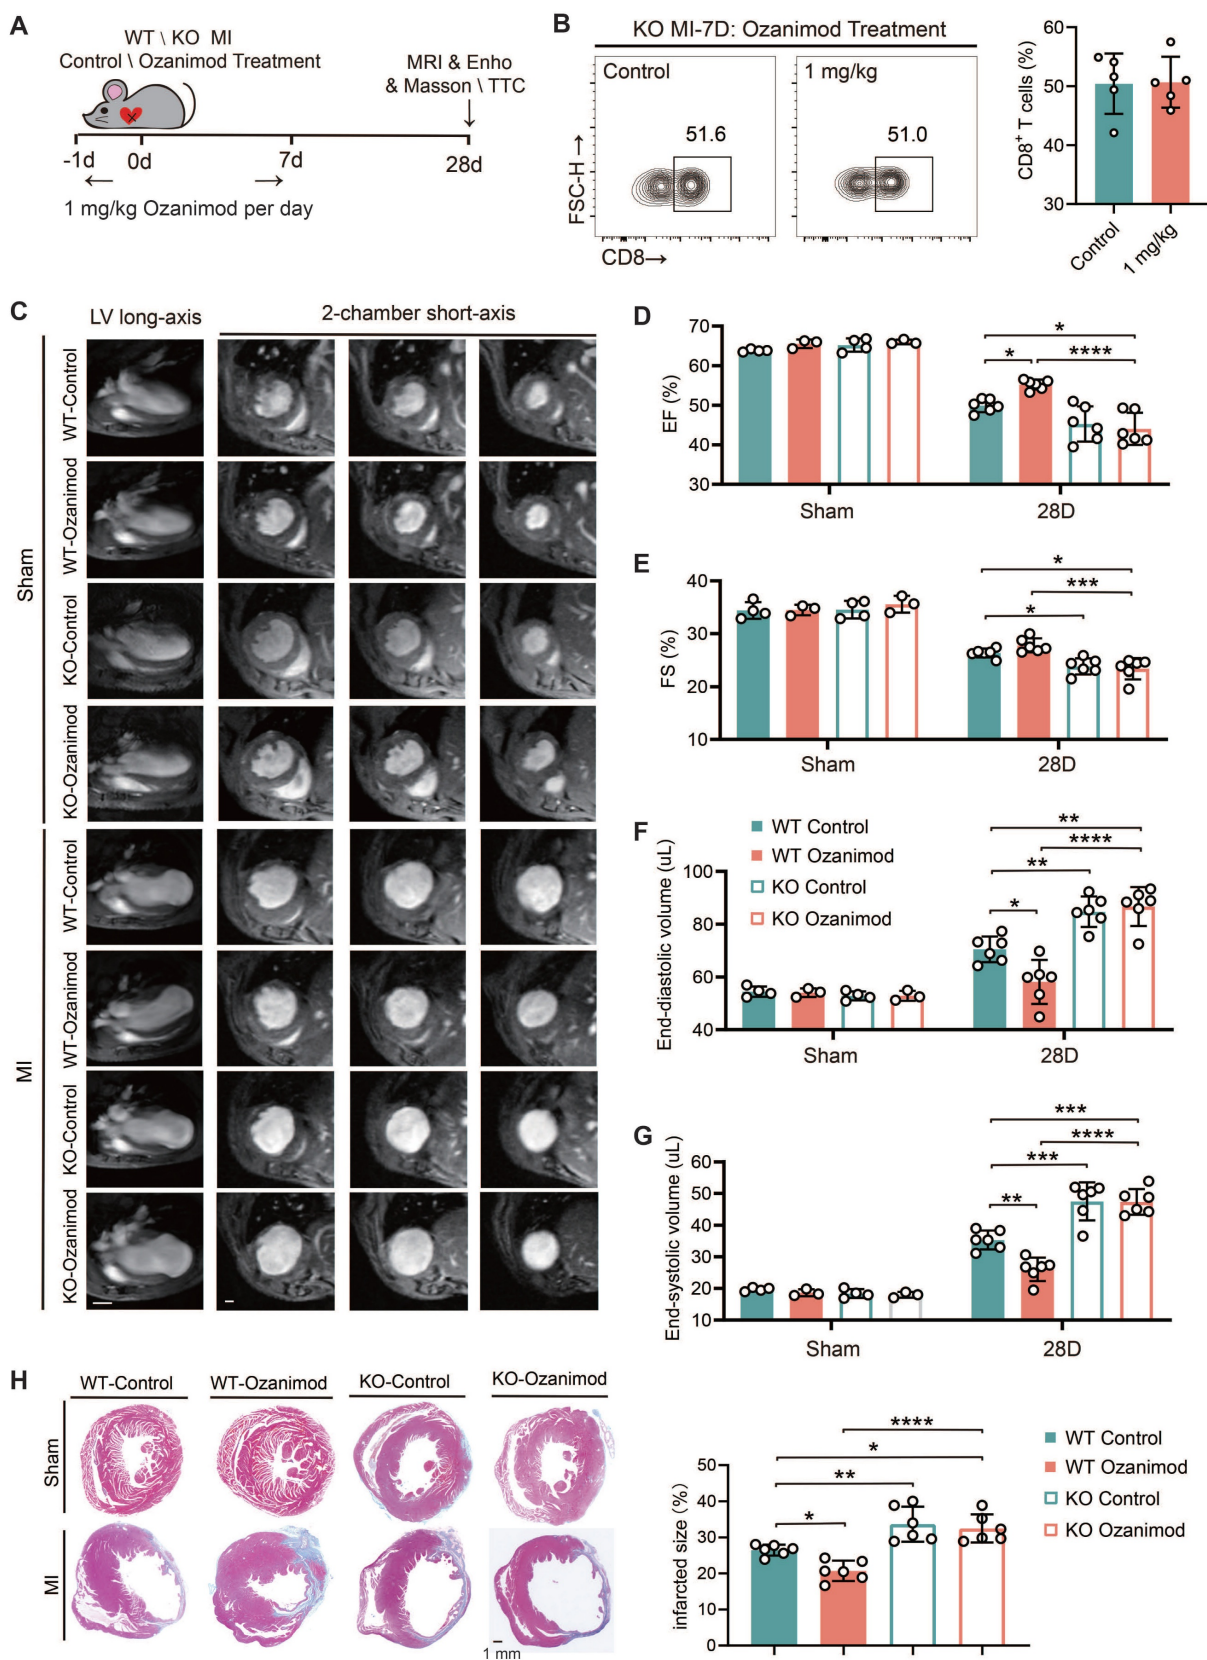 A
WT \ KO MI
Control \ Ozanimod Treatment
MRI & Enho
& Masson \ TTC
-1d 0d 7d 28d
← →
1 mg/kg Ozanimod per day
B
KO MI-7D: Ozanimod Treatment
Control
51.6
1 mg/kg
51.0
FSC-H →
CD8→
CD8+ T cells (%)
60
50
40
30
Control
1 mg/kg
C
LV long-axis
2-chamber short-axis
Sham
WT-Control
WT-Ozanimod
KO-Control
KO-Ozanimod
MI
WT-Control
WT-Ozanimod
KO-Control
KO-Ozanimod
D
EF (%)
70
60
50
40
30
*
* ****
Sham 28D
E
FS (%)
40
30
20
10
*
***
*
Sham 28D
F
WT Control
WT Ozanimod
KO Control
KO Ozanimod
End-diastolic volume (uL)
100
80
60
40
**
****
**
*
Sham 28D
G
End-systolic volume (uL)
60
50
40
30
20
10
***
****
***
**
Sham 28D
H
WT-Control WT-Ozanimod KO-Control KO-Ozanimod
Sham
MI
1 mm
infarcted size (%)
50
40
30
20
10
0
****
*
**
*
WT Control
WT Ozanimod
KO Control
KO Ozanimod